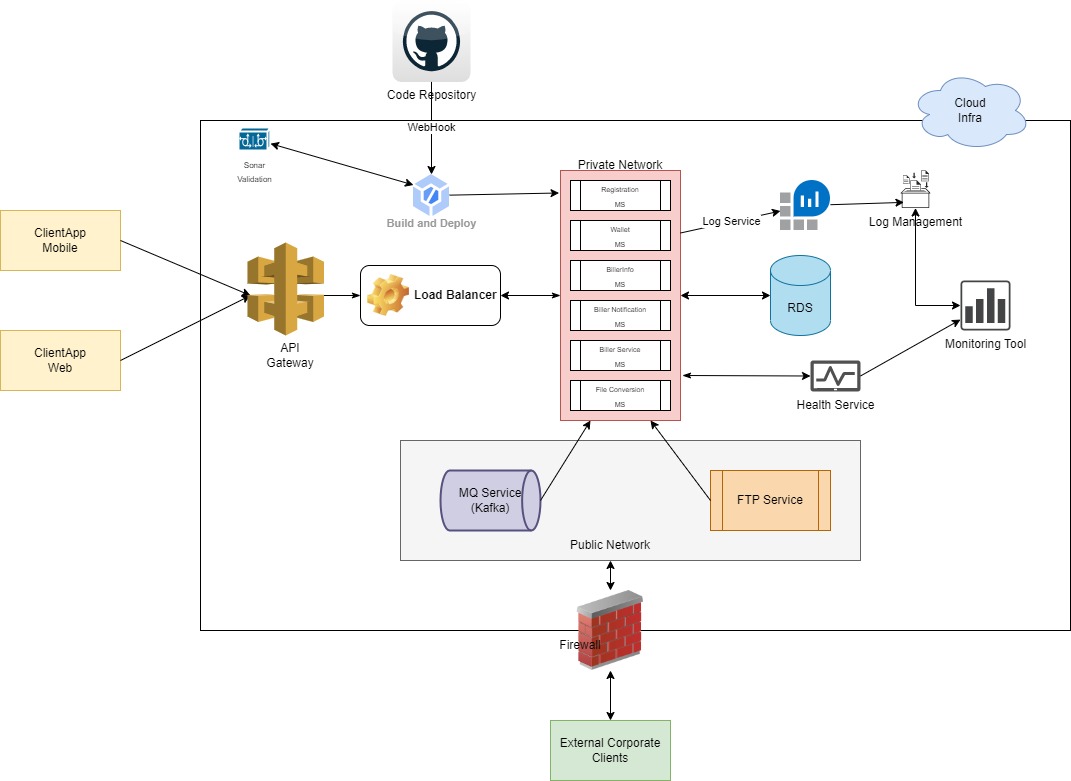 Code Repository
WebHook
Cloud
Infra
Sonar
Validation
Build and Deploy
Private Network
Registration
MS
Wallet
MS
BillerInfo
MS
Biller Notification
MS
Biller Service
MS
File Conversion
MS
Log Service
Log Management
ClientApp
Mobile
ClientApp
Web
API
Gateway
Load Balancer
RDS
Monitoring Tool
Health Service
MQ Service
(Kafka)
FTP Service
Public Network
Firewall
External Corporate
Clients